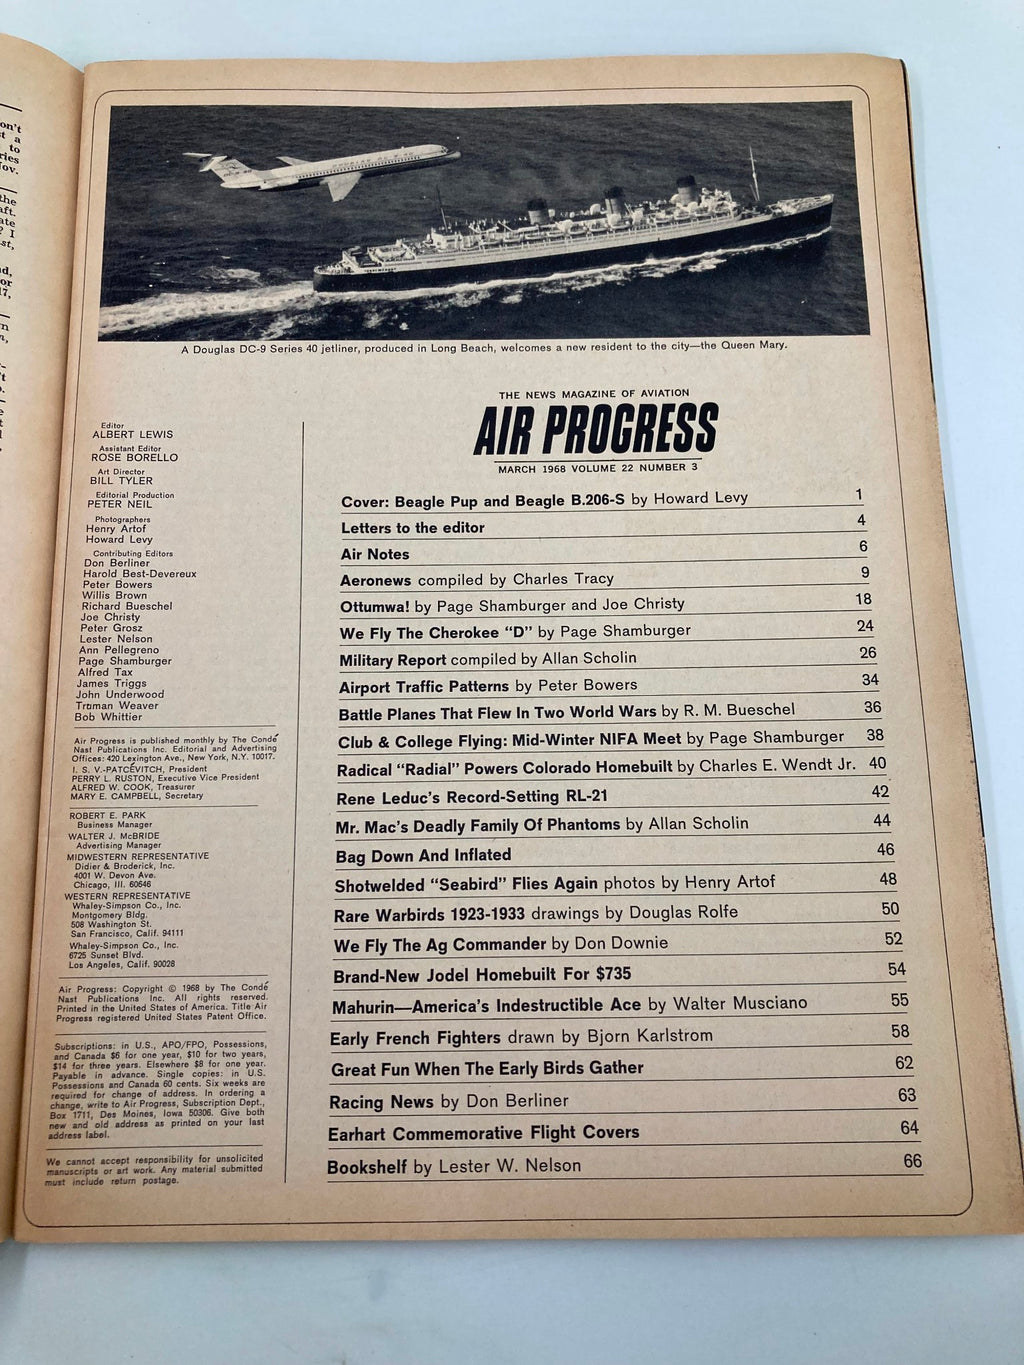 on't
st a
to
ries
Nov.
the
aft.
ate
? I
st,
nd,
or
17,
n
n,
A Douglas DC-9 Series 40 jetliner, produced in Long Beach, welcomes a new resident to the city—the Queen Mary.
THE NEWS MAGAZINE OF AVIATION
AIR PROGRESS
MARCH 1968 VOLUME 22 NUMBER 3
Editor
ALBERT LEWIS
Assistant Editor
ROSE BORELLO
Art Director
BILL TYLER
Editorial Production
PETER NEIL
Photographers
Henry Artof
Howard Levy
Contributing Editors
Don Berliner
Harold Best-Devereux
Peter Bowers
Willis Brown
Richard Bueschel
Joe Christy
Peter Grosz
Lester Nelson
Ann Pellegreno
Page Shamburger
Alfred Tax
James Triggs
John Underwood
Truman Weaver
Bob Whittier
Air Progress is published monthly by The Condé
Nast Publications Inc. Editorial and Advertising
Offices: 420 Lexington Ave., New York, N.Y. 10017.
I. S. V.-PATCÉVITCH, President
PERRY L. RUSTON, Executive Vice President
ALFRED W. COOK, Treasurer
MARY E. CAMPBELL, Secretary
ROBERT E. PARK
Business Manager
WALTER J. McBRIDE
Advertising Manager
MIDWESTERN REPRESENTATIVE
Didier & Broderick, Inc.
4001 W. Devon Ave.
Chicago, Ill. 60646
WESTERN REPRESENTATIVE
Whaley-Simpson Co., Inc.
Montgomery Bldg.
508 Washington St.
San Francisco, Calif. 94111
Whaley-Simpson Co., Inc.
6725 Sunset Blvd.
Los Angeles, Calif. 90028
Air Progress: Copyright © 1968 by The Condé
Nast Publications Inc. All rights reserved.
Printed in the United States of America. Title Air
Progress registered United States Patent Office.
Subscriptions: in U.S., APO/FPO, Possessions,
and Canada $6 for one year, $10 for two years,
$14 for three years. Elsewhere $8 for one year.
Payable in advance. Single copies: in U.S.
Possessions and Canada 60 cents. Six weeks are
required for change of address. In ordering a
change, write to Air Progress, Subscription Dept.,
Box 1711, Des Moines, Iowa 50306. Give both
new and old address as printed on your last
address label.
We cannot accept responsibility for unsolicited
manuscripts or art work. Any material submitted
must include return postage.
Cover: Beagle Pup and Beagle B.206-S by Howard Levy 1
Letters to the editor 4
Air Notes 6
Aeronews compiled by Charles Tracy 9
Ottumwa! by Page Shamburger and Joe Christy 18
We Fly The Cherokee “D” by Page Shamburger 24
Military Report compiled by Allan Scholin 26
Airport Traffic Patterns by Peter Bowers 34
Battle Planes That Flew In Two World Wars by R. M. Bueschel 36
Club & College Flying: Mid-Winter NIFA Meet by Page Shamburger 38
Radical “Radial” Powers Colorado Homebuilt by Charles E. Wendt Jr. 40
Rene Leduc’s Record-Setting RL-21 42
Mr. Mac’s Deadly Family Of Phantoms by Allan Scholin 44
Bag Down And Inflated 46
Shotwelded “Seabird” Flies Again photos by Henry Artof 48
Rare Warbirds 1923-1933 drawings by Douglas Rolfe 50
We Fly The Ag Commander by Don Downie 52
Brand-New Jodel Homebuilt For $735 54
Mahurin—America’s Indestructible Ace by Walter Musciano 55
Early French Fighters drawn by Bjorn Karlstrom 58
Great Fun When The Early Birds Gather 62
Racing News by Don Berliner 63
Earhart Commemorative Flight Covers 64
Bookshelf by Lester W. Nelson 66